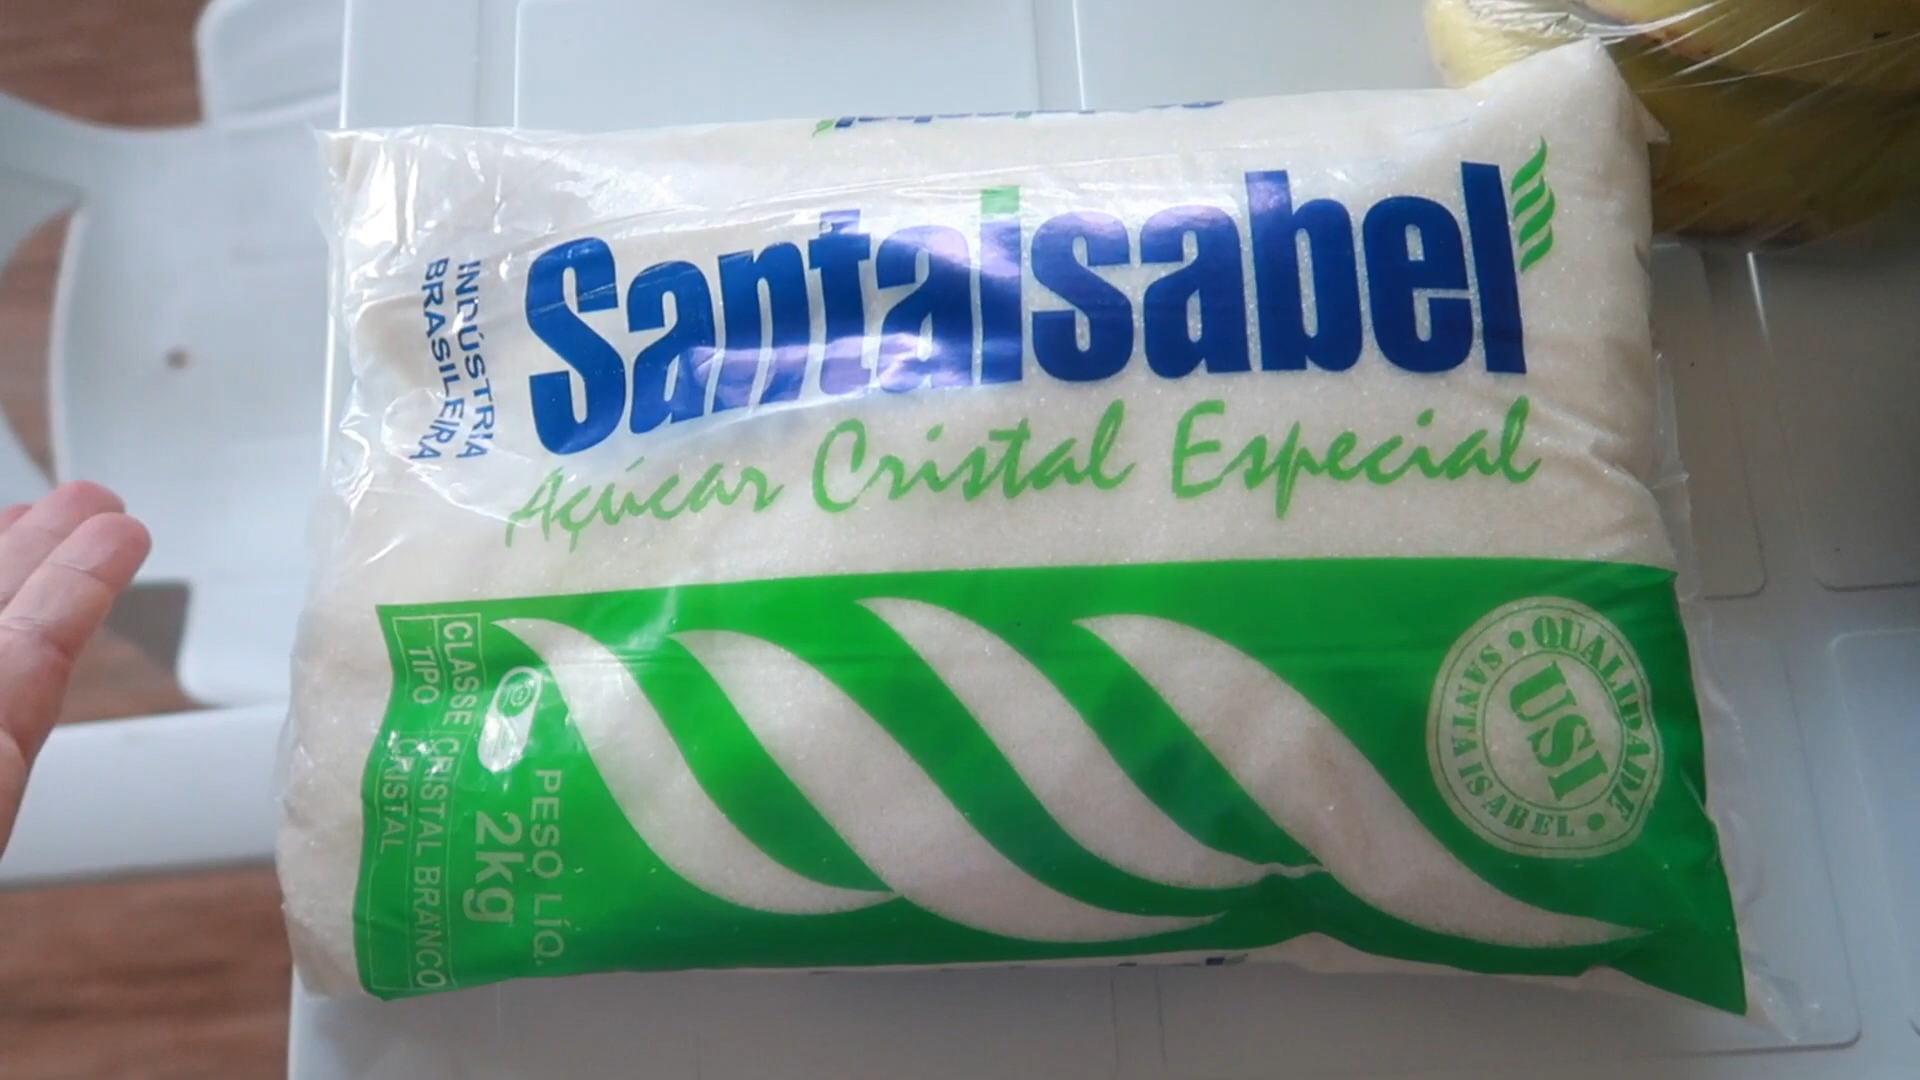 SantaIsabel
Açúcar Cristal Especial
INDÚSTRIA
BRASILEIRA
CLASSE CRISTAL BRANCO
TIPO CRISTAL
PESO LÍQ.
2kg
QUALIDADE
USI
SANTA ISABEL